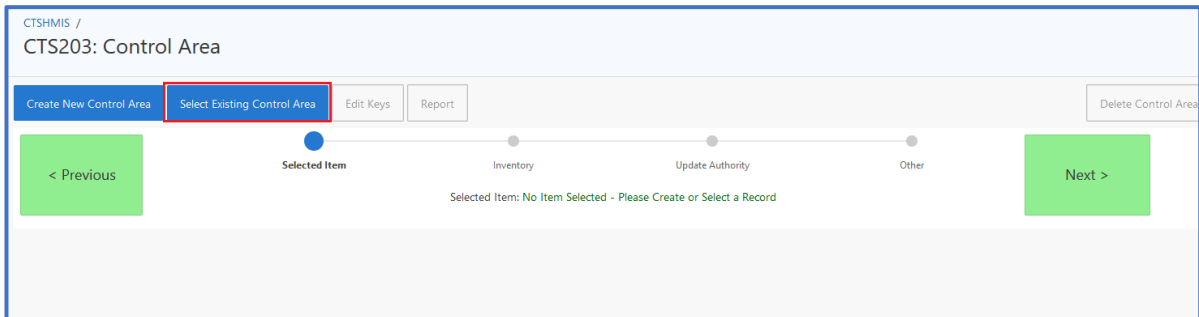 CTSHMIS /
CTS203: Control Area
Create New Control Area Select Existing Control Area Edit Keys Report Delete Control Area
< Previous
Selected Item Inventory Update Authority Other
Next >
Selected Item: No Item Selected - Please Create or Select a Record